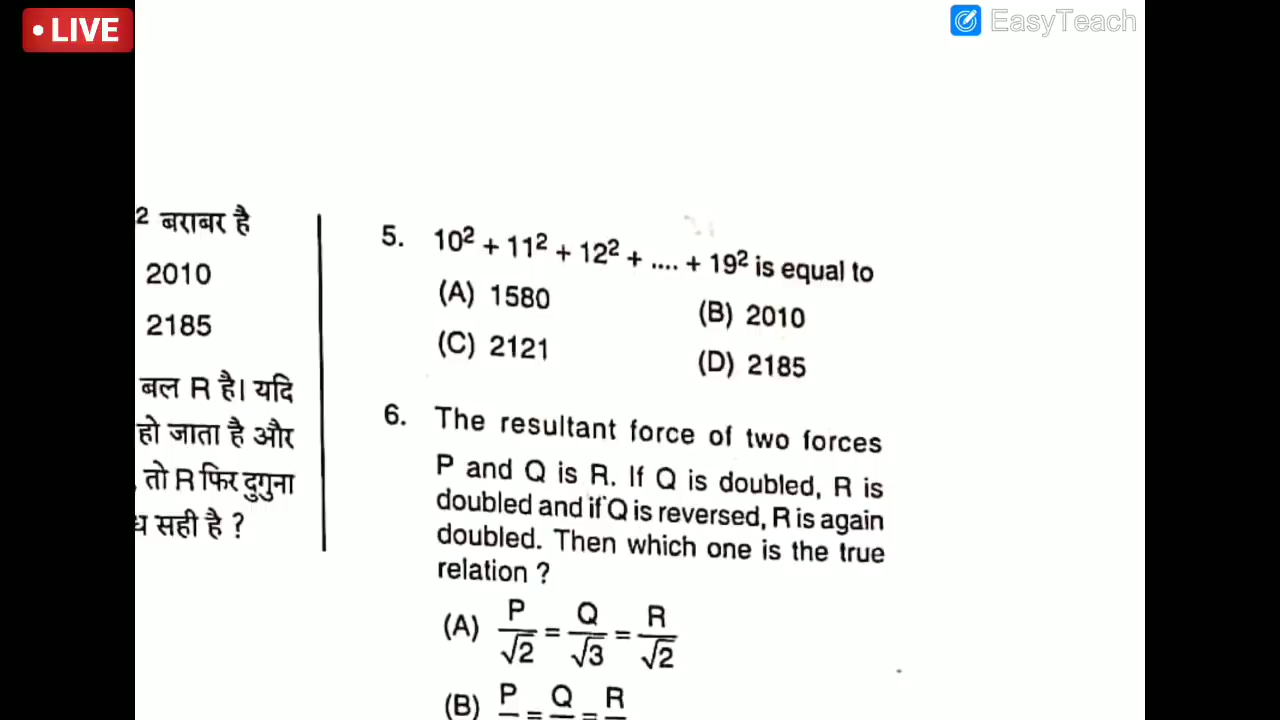 • LIVE
EasyTeach
2 बराबर है
2010
2185
बल R है। यदि
हो जाता है और
तो R फिर दुगुना
सही है ?
5. 10² + 11² + 12² + .... + 19² is equal to
(A) 1580 (B) 2010
(C) 2121 (D) 2185
6. The resultant force of two forces
P and Q is R. If Q is doubled, R is
doubled and if Q is reversed, R is again
doubled. Then which one is the true
relation ?
(A) P/√2 = Q/√3 = R/√2
(B) P = Q = R